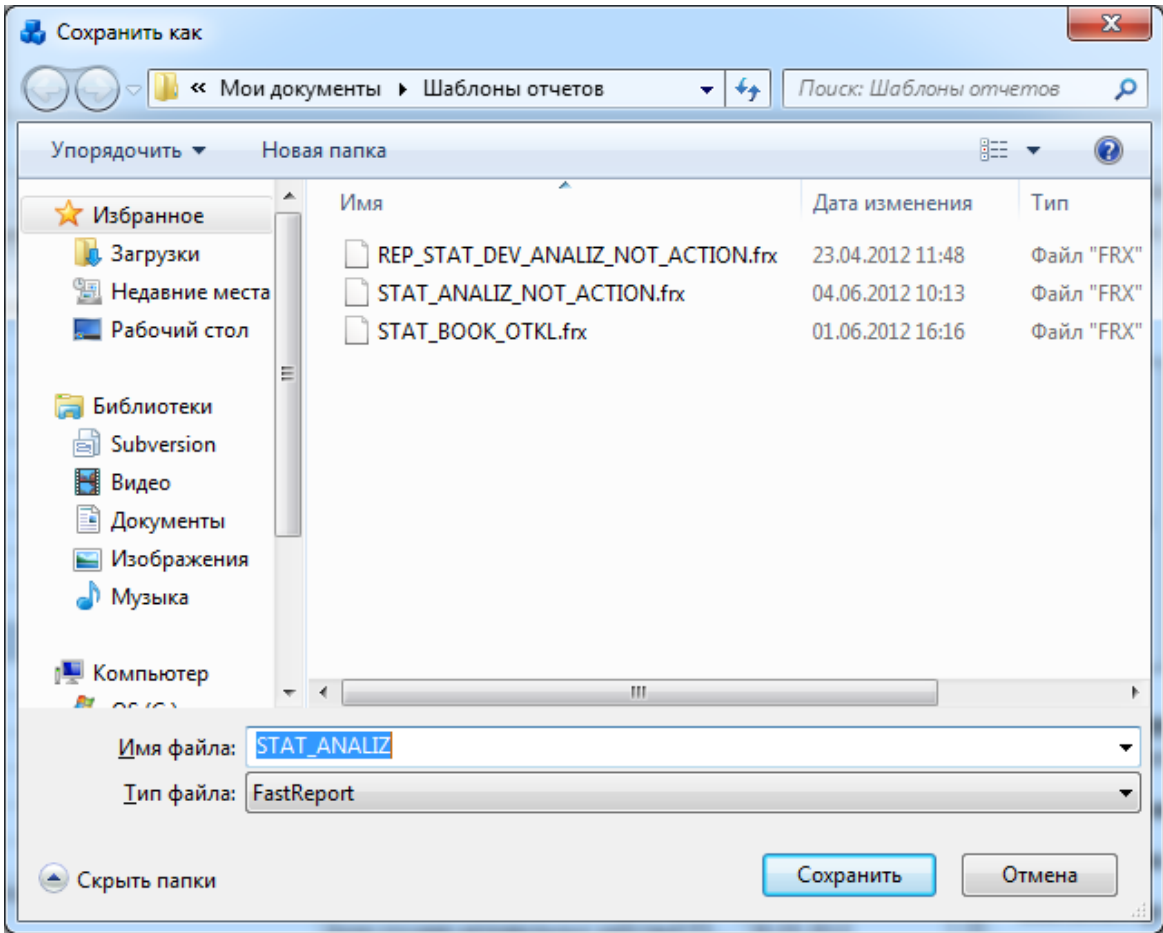 Сохранить как
« Мои документы Шаблоны отчетов Поиск: Шаблоны отчетов
Упорядочить Новая папка
Имя Дата изменения Тип
Избранное
Загрузки
Недавние места
Рабочий стол
Библиотеки
Subversion
Видео
Документы
Изображения
Музыка
Компьютер
REP_STAT_DEV_ANALIZ_NOT_ACTION.frx 23.04.2012 11:48 Файл "FRX"
STAT_ANALIZ_NOT_ACTION.frx 04.06.2012 10:13 Файл "FRX"
STAT_BOOK_OTKL.frx 01.06.2012 16:16 Файл "FRX"
Имя файла: STAT_ANALIZ
Тип файла: FastReport
Скрыть папки Сохранить Отмена